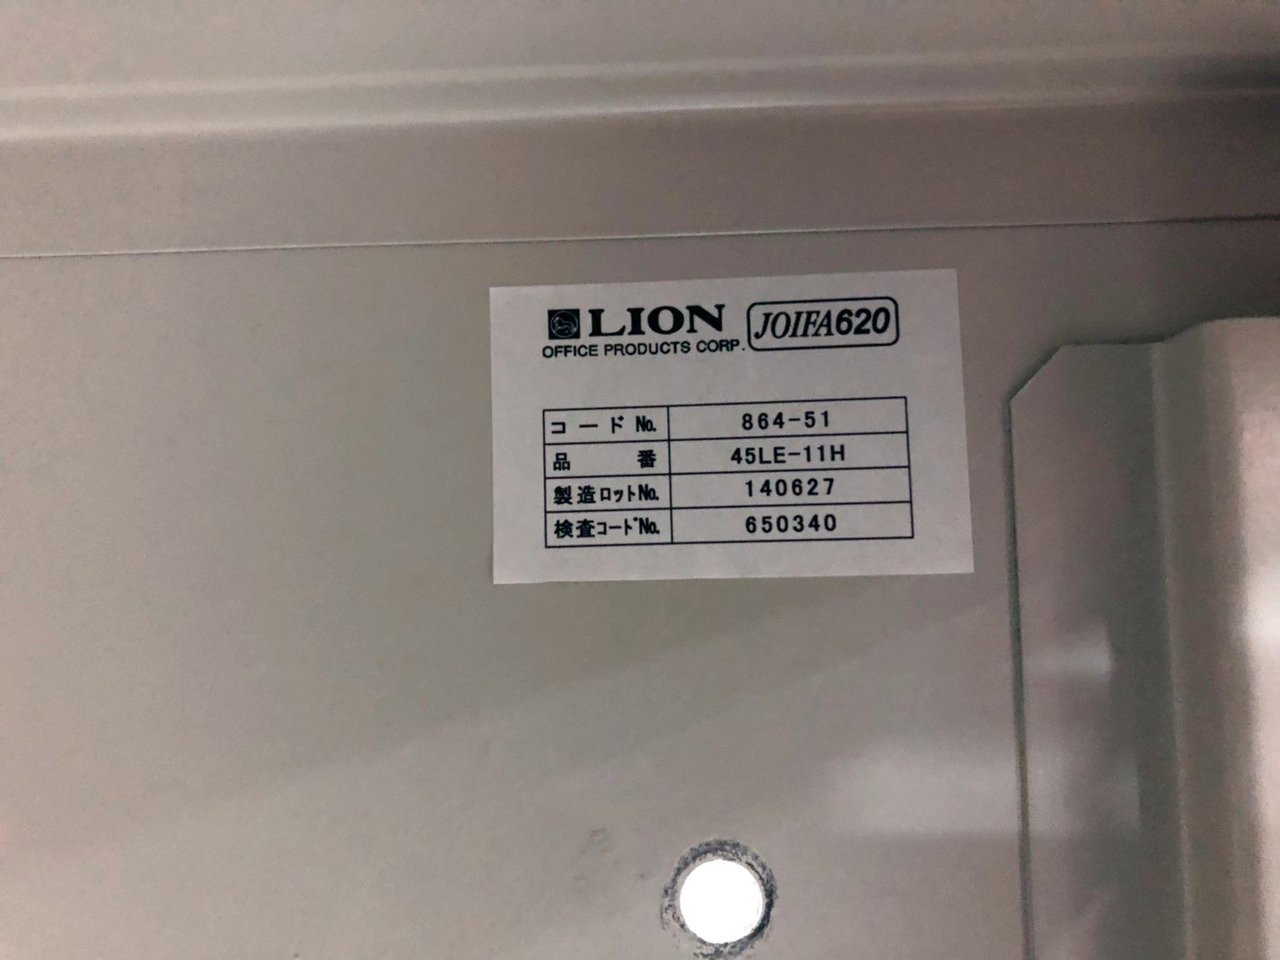 LION JOIFA620
OFFICE PRODUCTS CORP.
コード№ 864-51
品番 45LE-11H
製造ロット№ 140627
検査コード№ 650340